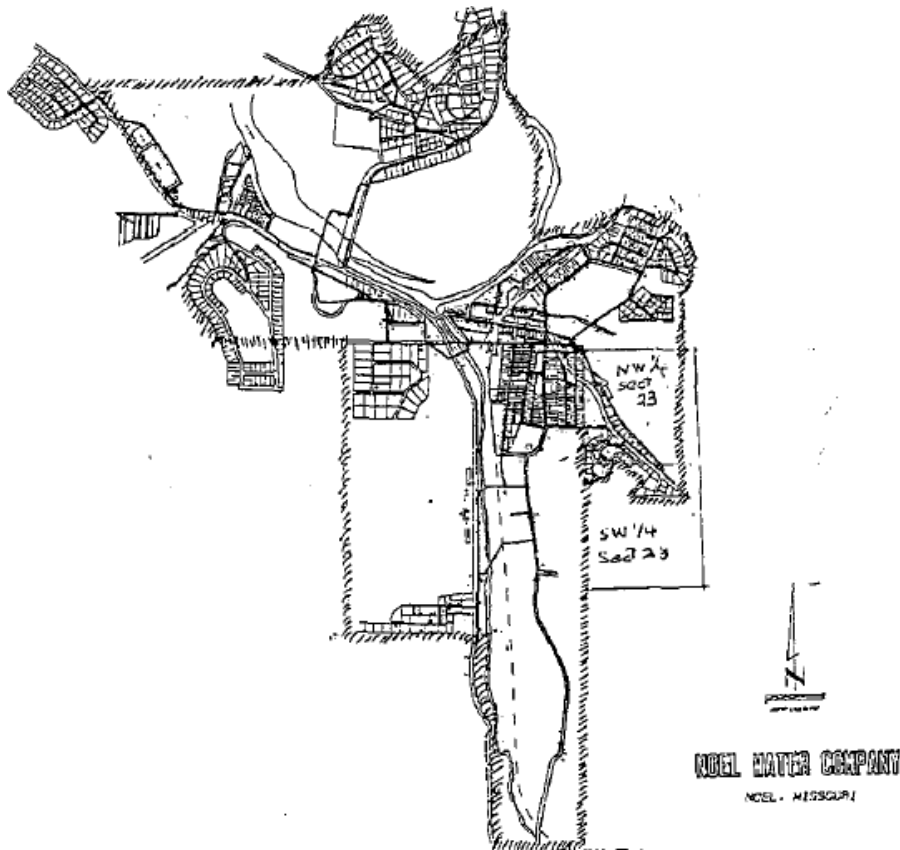 NW 1/4
sect
23
SW 1/4
Sect 23
N
NOEL WATER COMPANY
NOEL, MISSOURI